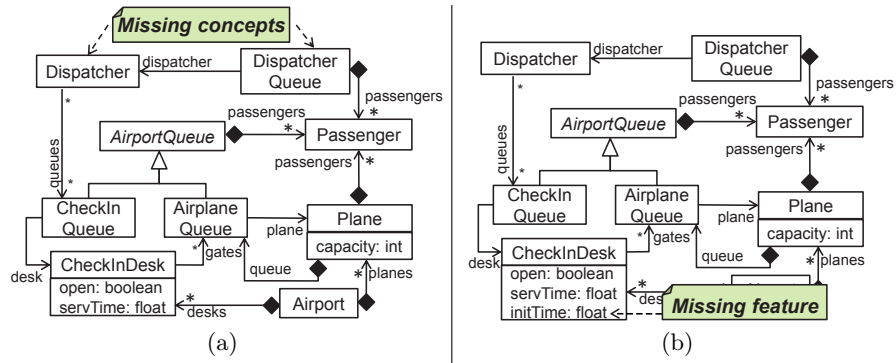 Missing concepts
Dispatcher
dispatcher
Dispatcher
Queue
passengers
*
*
passengers
AirportQueue
*
Passenger
queues
passengers
*
*
CheckIn
Queue
Airplane
Queue
plane
Plane
capacity: int
desk
CheckInDesk
*
gates
queue
*
planes
open: boolean
servTime: float
*
desks
Airport
(a)
Dispatcher
dispatcher
Dispatcher
Queue
passengers
*
*
passengers
AirportQueue
*
Passenger
queues
passengers
*
*
CheckIn
Queue
Airplane
Queue
plane
Plane
capacity: int
desk
CheckInDesk
*
gates
queue
*
planes
open: boolean
servTime: float
initTime: float
*
des
Missing feature
(b)